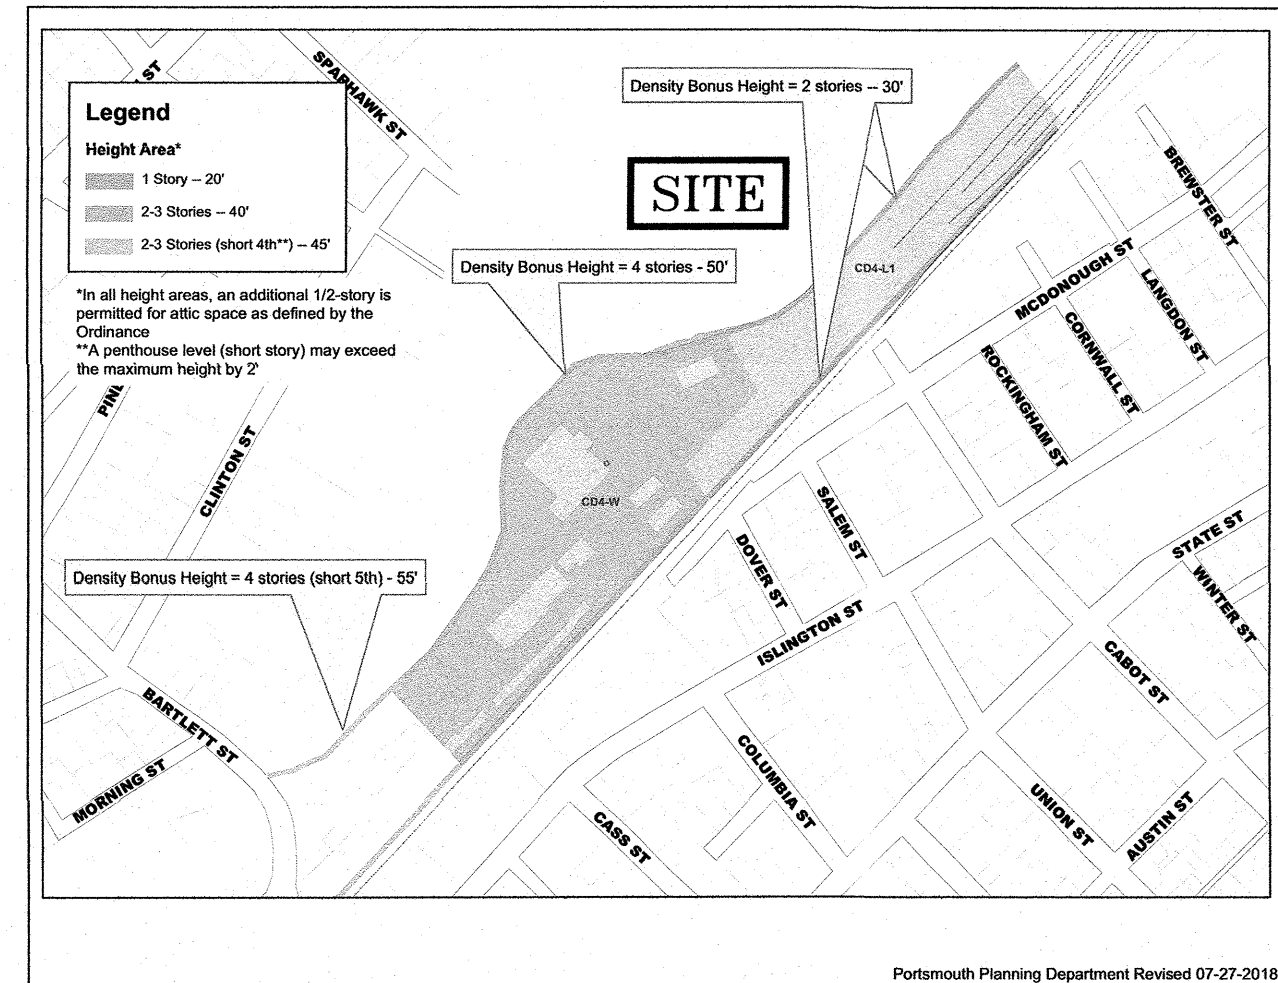 SPARHAWK ST
ST
Legend
Height Area*
1 Story -- 20'
2-3 Stories -- 40'
2-3 Stories (short 4th**) -- 45'
*In all height areas, an additional 1/2-story is
permitted for attic space as defined by the
Ordinance
**A penthouse level (short story) may exceed
the maximum height by 2'
Density Bonus Height = 2 stories -- 30'
SITE
Density Bonus Height = 4 stories - 50'
CD4-L1
BREWSTER ST
MCDONOUGH ST
LANGDON ST
CORNWALL ST
ROCKINGHAM ST
CLINTON ST
CD4-W
SALEM ST
DOVER ST
STATE ST
WINTER ST
Density Bonus Height = 4 stories (short 5th) - 55'
ISLINGTON ST
CABOT ST
BARTLETT ST
MORNING ST
COLUMBIA ST
CASS ST
UNION ST
AUSTIN ST
Portsmouth Planning Department Revised 07-27-2018